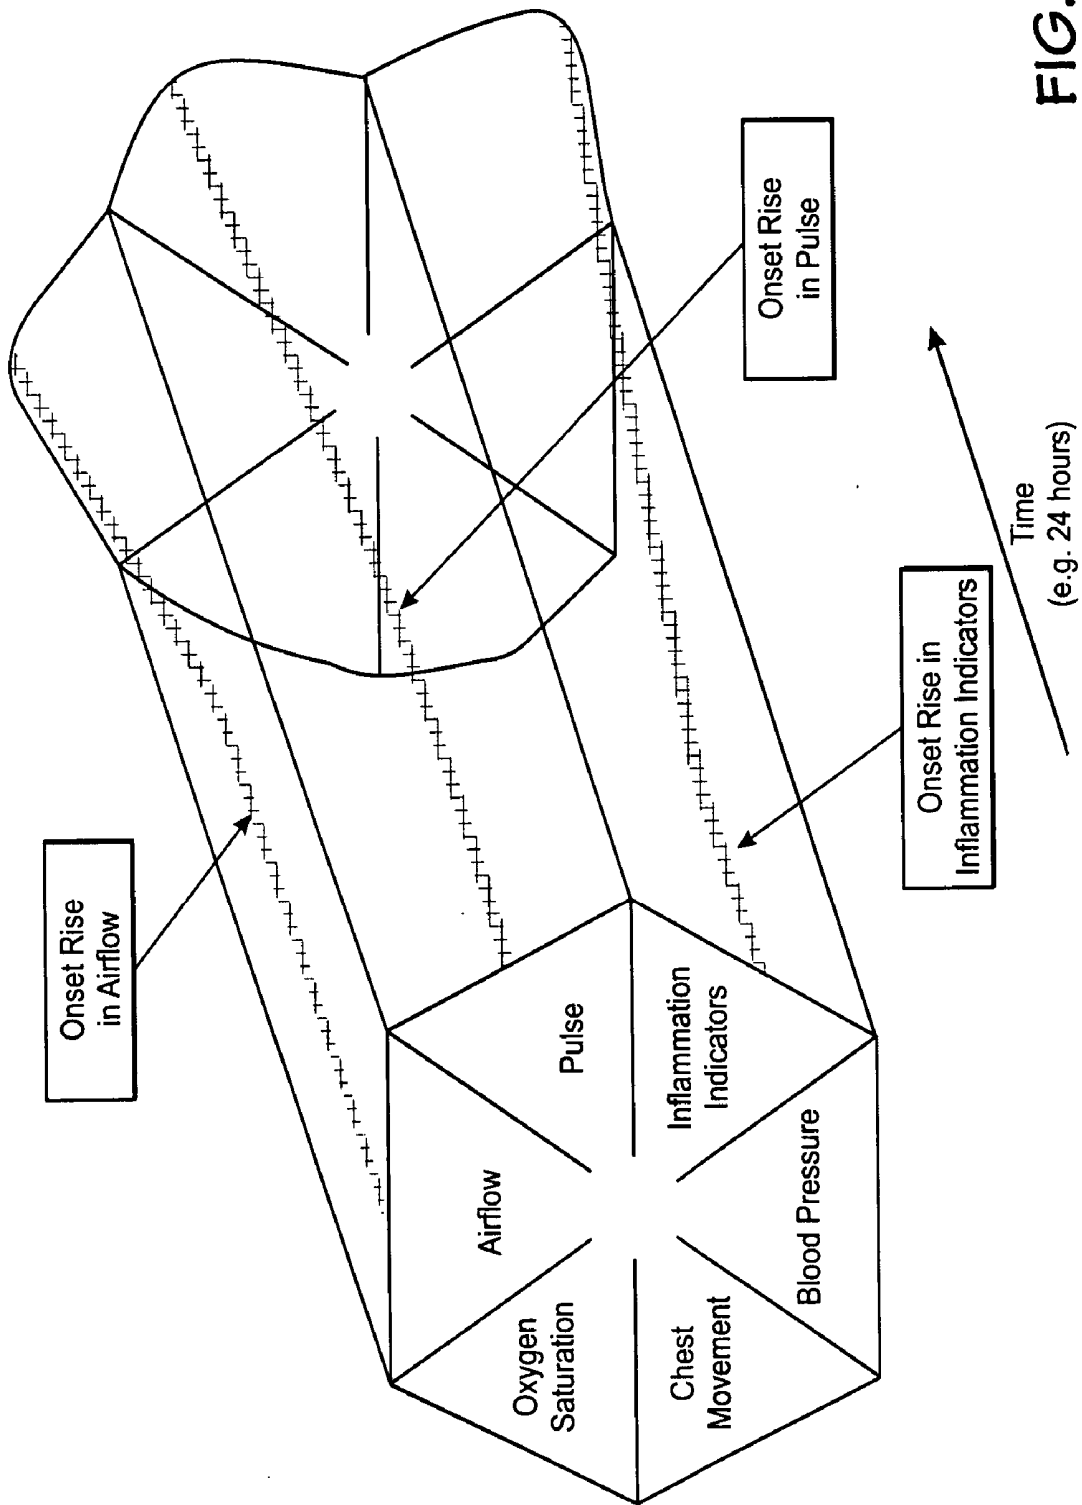 Onset Rise
in Airflow
Onset Rise
in Pulse
Onset Rise in
Inflammation Indicators
Airflow
Pulse
Oxygen
Saturation
Inflammation
Indicators
Chest
Movement
Blood Pressure
Time
(e.g. 24 hours)
FIG.